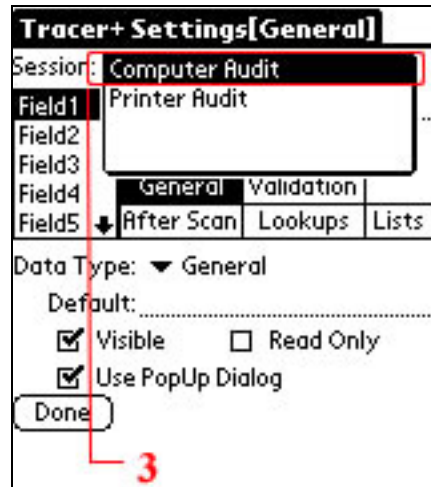 Tracer+ Settings[General]
Session: Computer Audit
Printer Audit
Field1
Field2
Field3
Field4 General Validation
Field5 After Scan Lookups Lists
Data Type: General
Default:
Visible Read Only
Use PopUp Dialog
Done
3